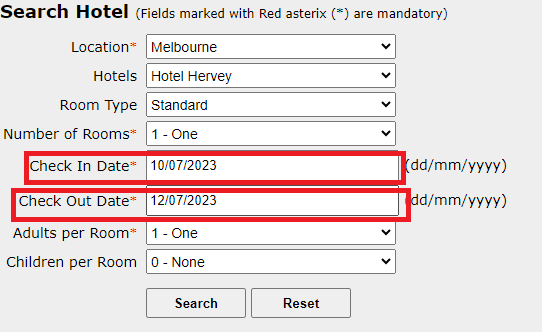 Search Hotel (Fields marked with Red asterix (*) are mandatory)
Location* Melbourne
Hotels Hotel Hervey
Room Type Standard
Number of Rooms* 1 - One
Check In Date* 10/07/2023 (dd/mm/yyyy)
Check Out Date* 12/07/2023 (dd/mm/yyyy)
Adults per Room* 1 - One
Children per Room 0 - None
Search Reset